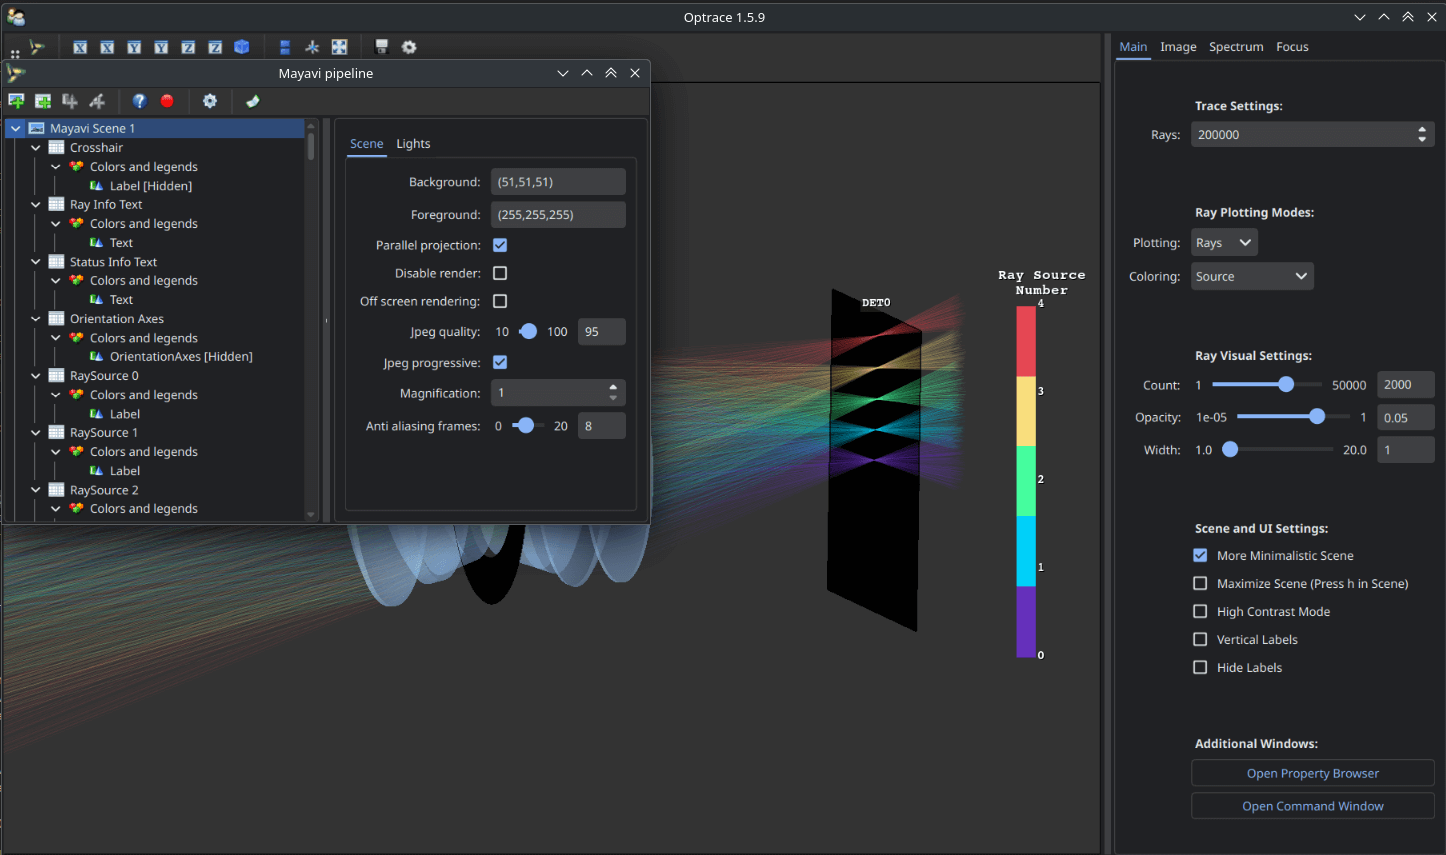 Optrace 1.5.9
X X Y Y Z Z
Mayavi pipeline
Mayavi Scene 1
Crosshair
Colors and legends
Label [Hidden]
Ray Info Text
Colors and legends
Text
Status Info Text
Colors and legends
Text
Orientation Axes
Colors and legends
OrientationAxes [Hidden]
RaySource 0
Colors and legends
Label
RaySource 1
Colors and legends
Label
RaySource 2
Colors and legends
Scene Lights
Background: (51,51,51)
Foreground: (255,255,255)
Parallel projection:
Disable render:
Off screen rendering:
Jpeg quality: 10 100 95
Jpeg progressive:
Magnification: 1
Anti aliasing frames: 0 20 8
DET0
Ray Source
Number
4
3
2
1
0
Main Image Spectrum Focus
Trace Settings:
Rays: 200000
Ray Plotting Modes:
Plotting: Rays
Coloring: Source
Ray Visual Settings:
Count: 1 50000 2000
Opacity: 1e-05 1 0.05
Width: 1.0 20.0 1
Scene and UI Settings:
More Minimalistic Scene
Maximize Scene (Press h in Scene)
High Contrast Mode
Vertical Labels
Hide Labels
Additional Windows:
Open Property Browser
Open Command Window